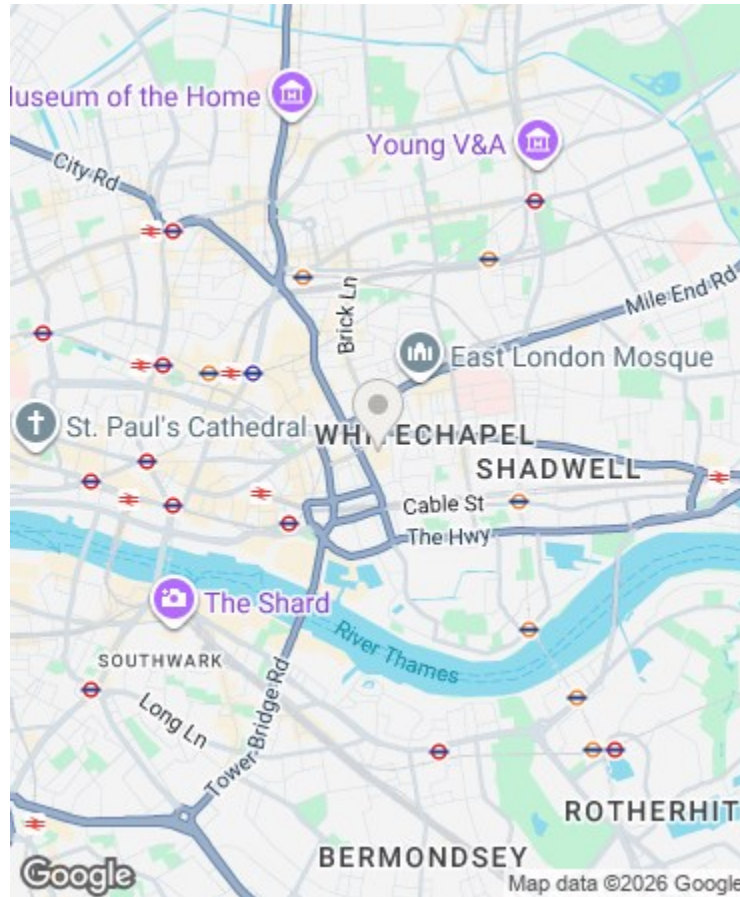 Museum of the Home
Young V&A
City Rd
Mile End Rd
Brick Ln
East London Mosque
St. Paul's Cathedral
WHITECHAPEL
SHADWELL
Cable St
The Hwy
The Shard
River Thames
SOUTHWARK
Long Ln
Tower Bridge Rd
ROTHERHIT
BERMONDSEY
Google
Map data ©2026 Google